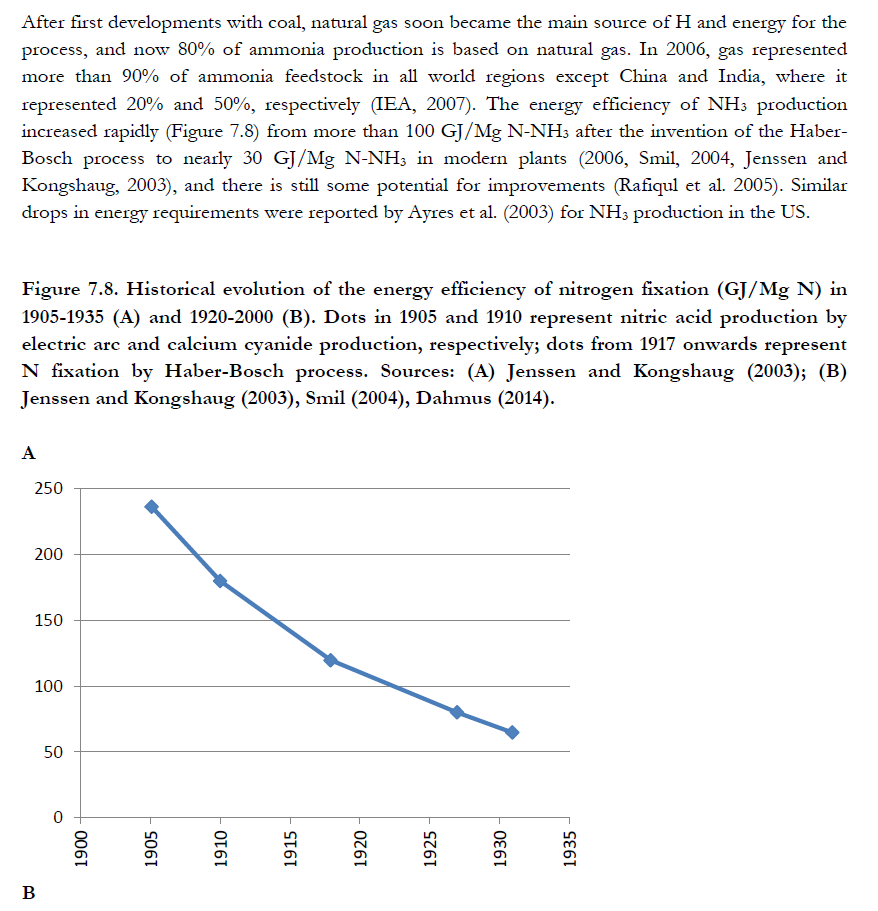 After first developments with coal, natural gas soon became the main source of H and energy for the
process, and now 80% of ammonia production is based on natural gas. In 2006, gas represented
more than 90% of ammonia feedstock in all world regions except China and India, where it
represented 20% and 50%, respectively (IEA, 2007). The energy efficiency of NH3 production
increased rapidly (Figure 7.8) from more than 100 GJ/Mg N-NH3 after the invention of the Haber-
Bosch process to nearly 30 GJ/Mg N-NH3 in modern plants (2006, Smil, 2004, Jenssen and
Kongshaug, 2003), and there is still some potential for improvements (Rafiqul et al. 2005). Similar
drops in energy requirements were reported by Ayres et al. (2003) for NH3 production in the US.
Figure 7.8. Historical evolution of the energy efficiency of nitrogen fixation (GJ/Mg N) in
1905-1935 (A) and 1920-2000 (B). Dots in 1905 and 1910 represent nitric acid production by
electric arc and calcium cyanide production, respectively; dots from 1917 onwards represent
N fixation by Haber-Bosch process. Sources: (A) Jenssen and Kongshaug (2003); (B)
Jenssen and Kongshaug (2003), Smil (2004), Dahmus (2014).
A
250
200
150
100
50
0
1900
1905
1910
1915
1920
1925
1930
1935
B